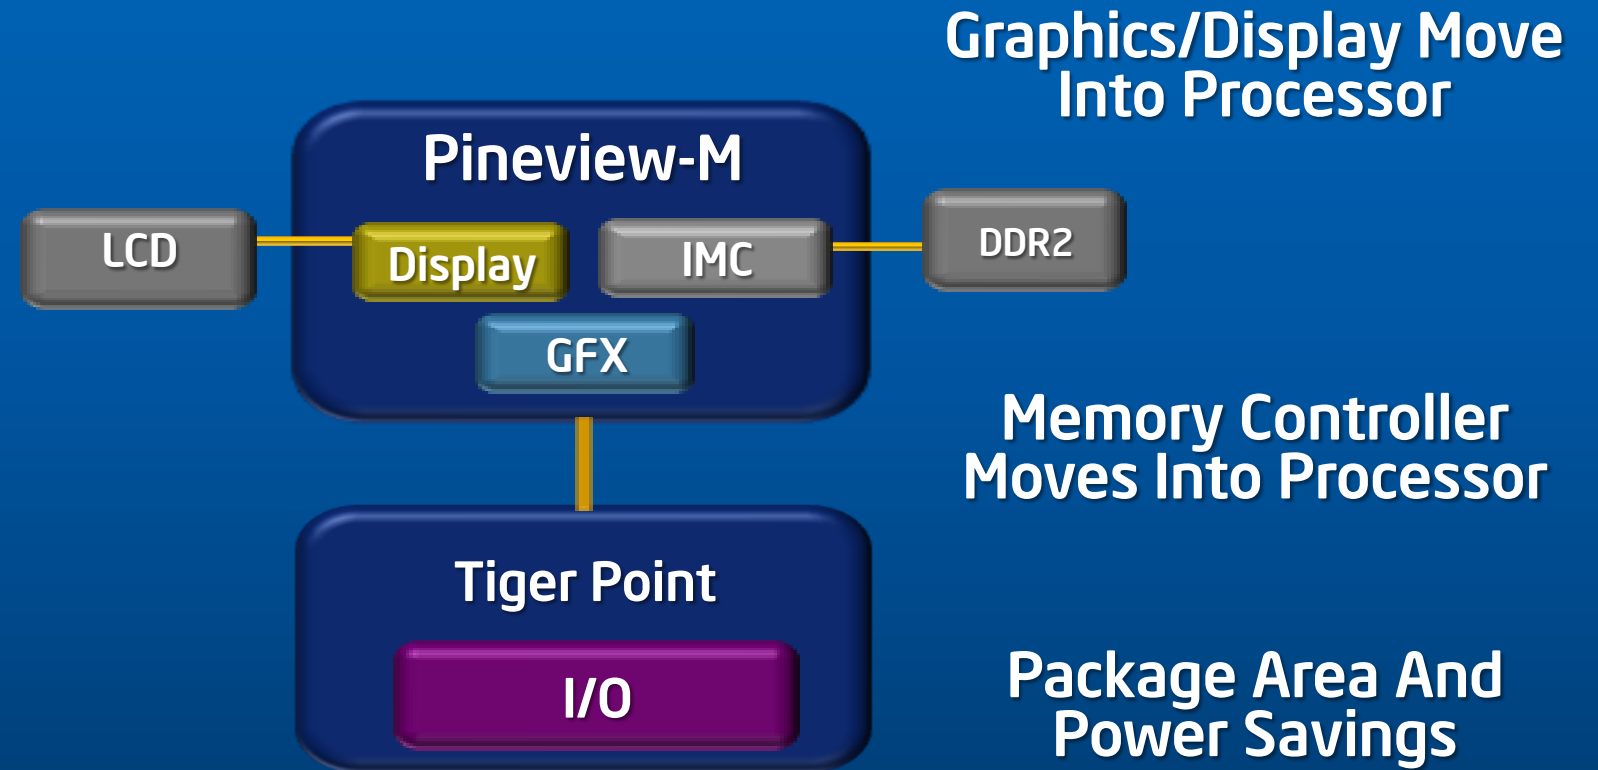 Graphics/Display Move
Into Processor
Pineview-M
LCD
Display
IMC
DDR2
GFX
Memory Controller
Moves Into Processor
Tiger Point
I/O
Package Area And
Power Savings